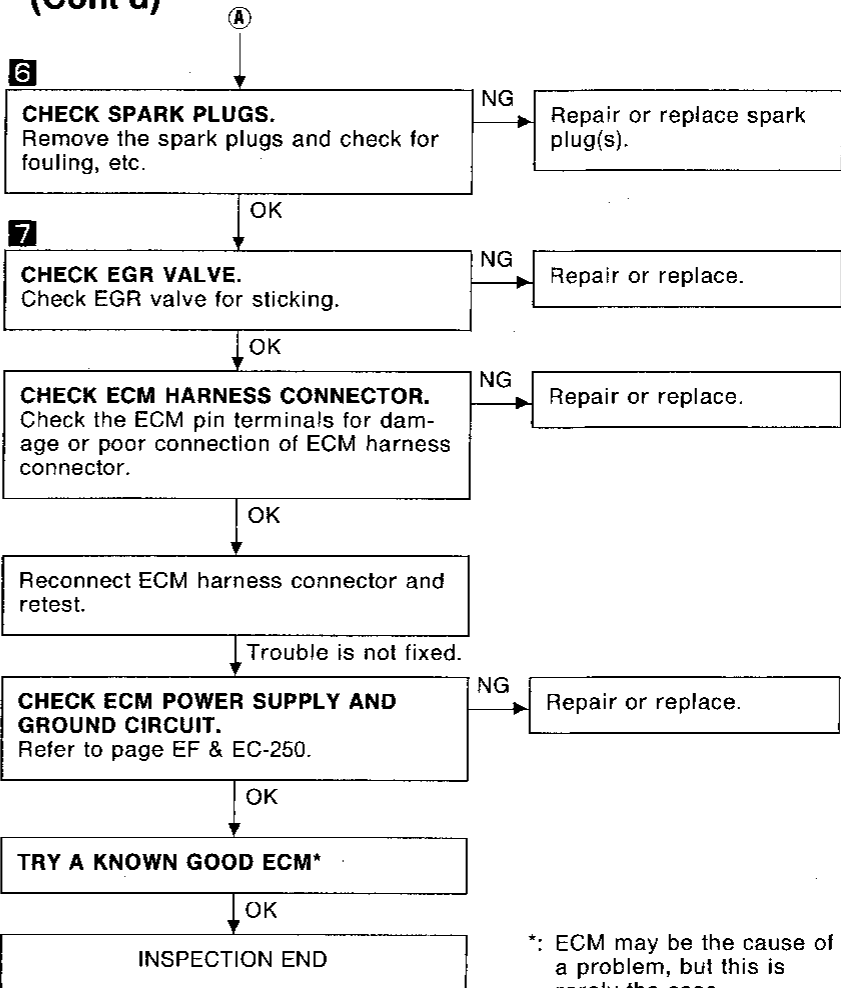 (Cont'd)
A
6
CHECK SPARK PLUGS.
Remove the spark plugs and check for
fouling, etc.
NG
Repair or replace spark
plug(s).
OK
7
CHECK EGR VALVE.
Check EGR valve for sticking.
NG
Repair or replace.
OK
CHECK ECM HARNESS CONNECTOR.
Check the ECM pin terminals for dam-
age or poor connection of ECM harness
connector.
NG
Repair or replace.
OK
Reconnect ECM harness connector and
retest.
Trouble is not fixed.
CHECK ECM POWER SUPPLY AND
GROUND CIRCUIT.
Refer to page EF & EC-250.
NG
Repair or replace.
OK
TRY A KNOWN GOOD ECM*
OK
INSPECTION END
*: ECM may be the cause of
a problem, but this is
rarely the case.